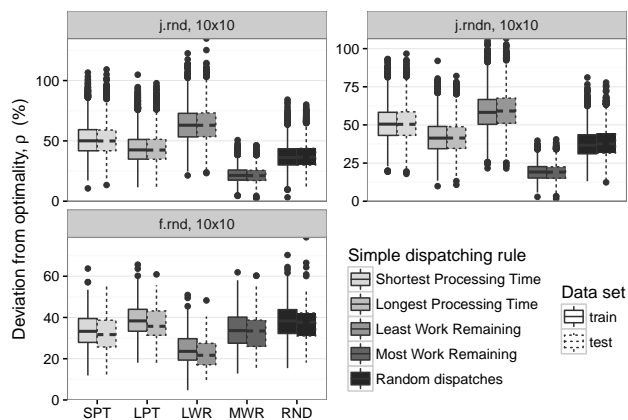 j.rnd, 10x10
j.rndn, 10x10
100
50
0
100
75
50
25
0
Deviation from optimality, ρ (%)
f.rnd, 10x10
60
40
20
0
SPT LPT LWR MWR RND
Simple dispatching rule
Shortest Processing Time
Longest Processing Time
Least Work Remaining
Most Work Remaining
Random dispatches
Data set
train
test